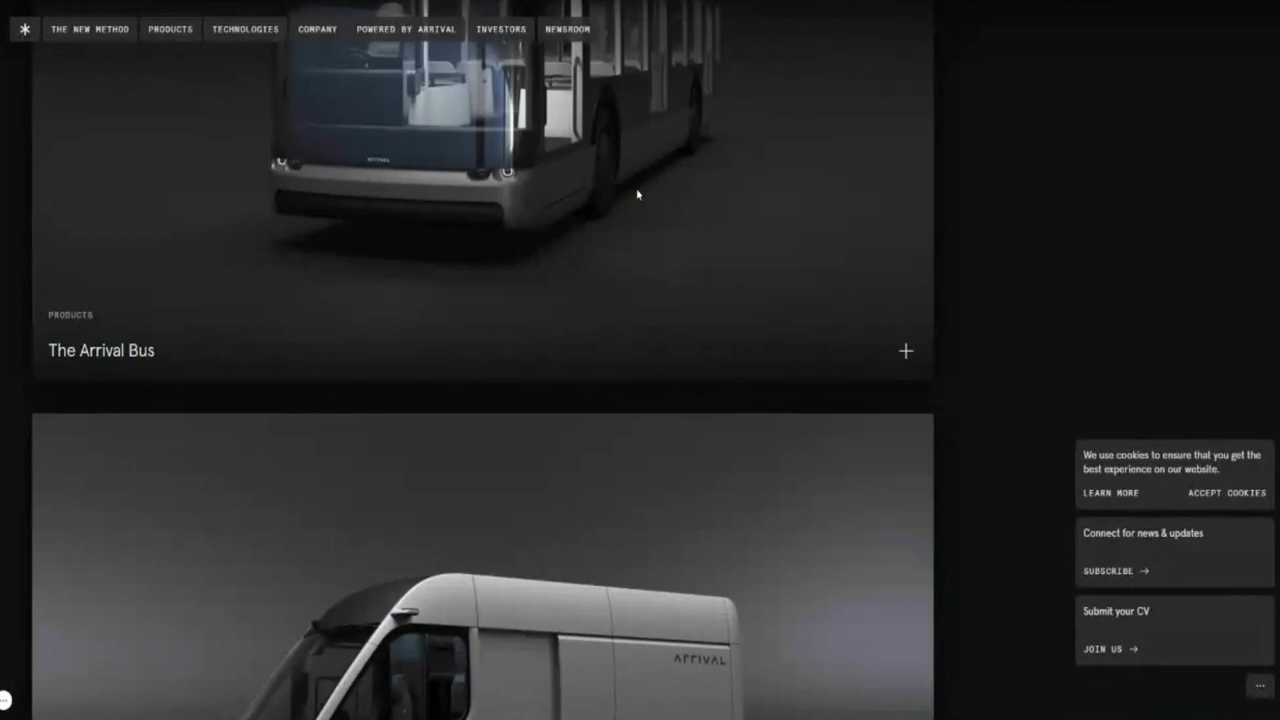 THE NEW METHOD
PRODUCTS
TECHNOLOGIES
COMPANY
POWERED BY ARRIVAL
INVESTORS
NEWSROOM
ARRIVAL
PRODUCTS
The Arrival Bus
ARRIVAL
We use cookies to ensure that you get the
best experience on our website.
LEARN MORE
ACCEPT COOKIES
Connect for news & updates
SUBSCRIBE →
Submit your CV
JOIN US →